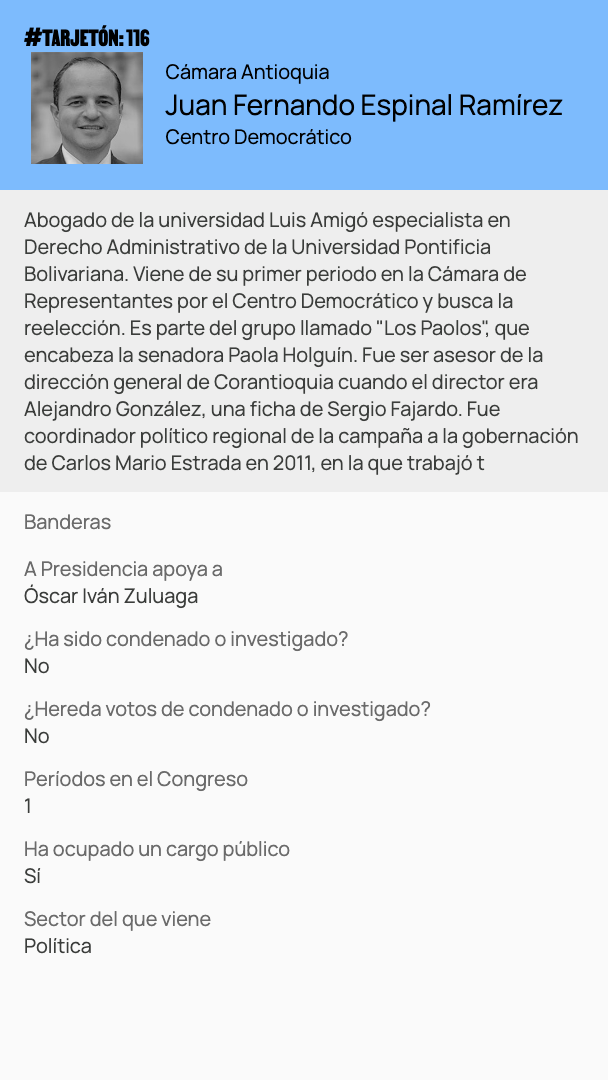 #TARJETÓN: 116
Cámara Antioquia
Juan Fernando Espinal Ramírez
Centro Democrático
Abogado de la universidad Luis Amigó especialista en
Derecho Administrativo de la Universidad Pontificia
Bolivariana. Viene de su primer periodo en la Cámara de
Representantes por el Centro Democrático y busca la
reelección. Es parte del grupo llamado "Los Paolos", que
encabeza la senadora Paola Holguín. Fue ser asesor de la
dirección general de Corantioquia cuando el director era
Alejandro González, una ficha de Sergio Fajardo. Fue
coordinador político regional de la campaña a la gobernación
de Carlos Mario Estrada en 2011, en la que trabajó t
Banderas
A Presidencia apoya a
Óscar Iván Zuluaga
¿Ha sido condenado o investigado?
No
¿Hereda votos de condenado o investigado?
No
Períodos en el Congreso
1
Ha ocupado un cargo público
Sí
Sector del que viene
Política